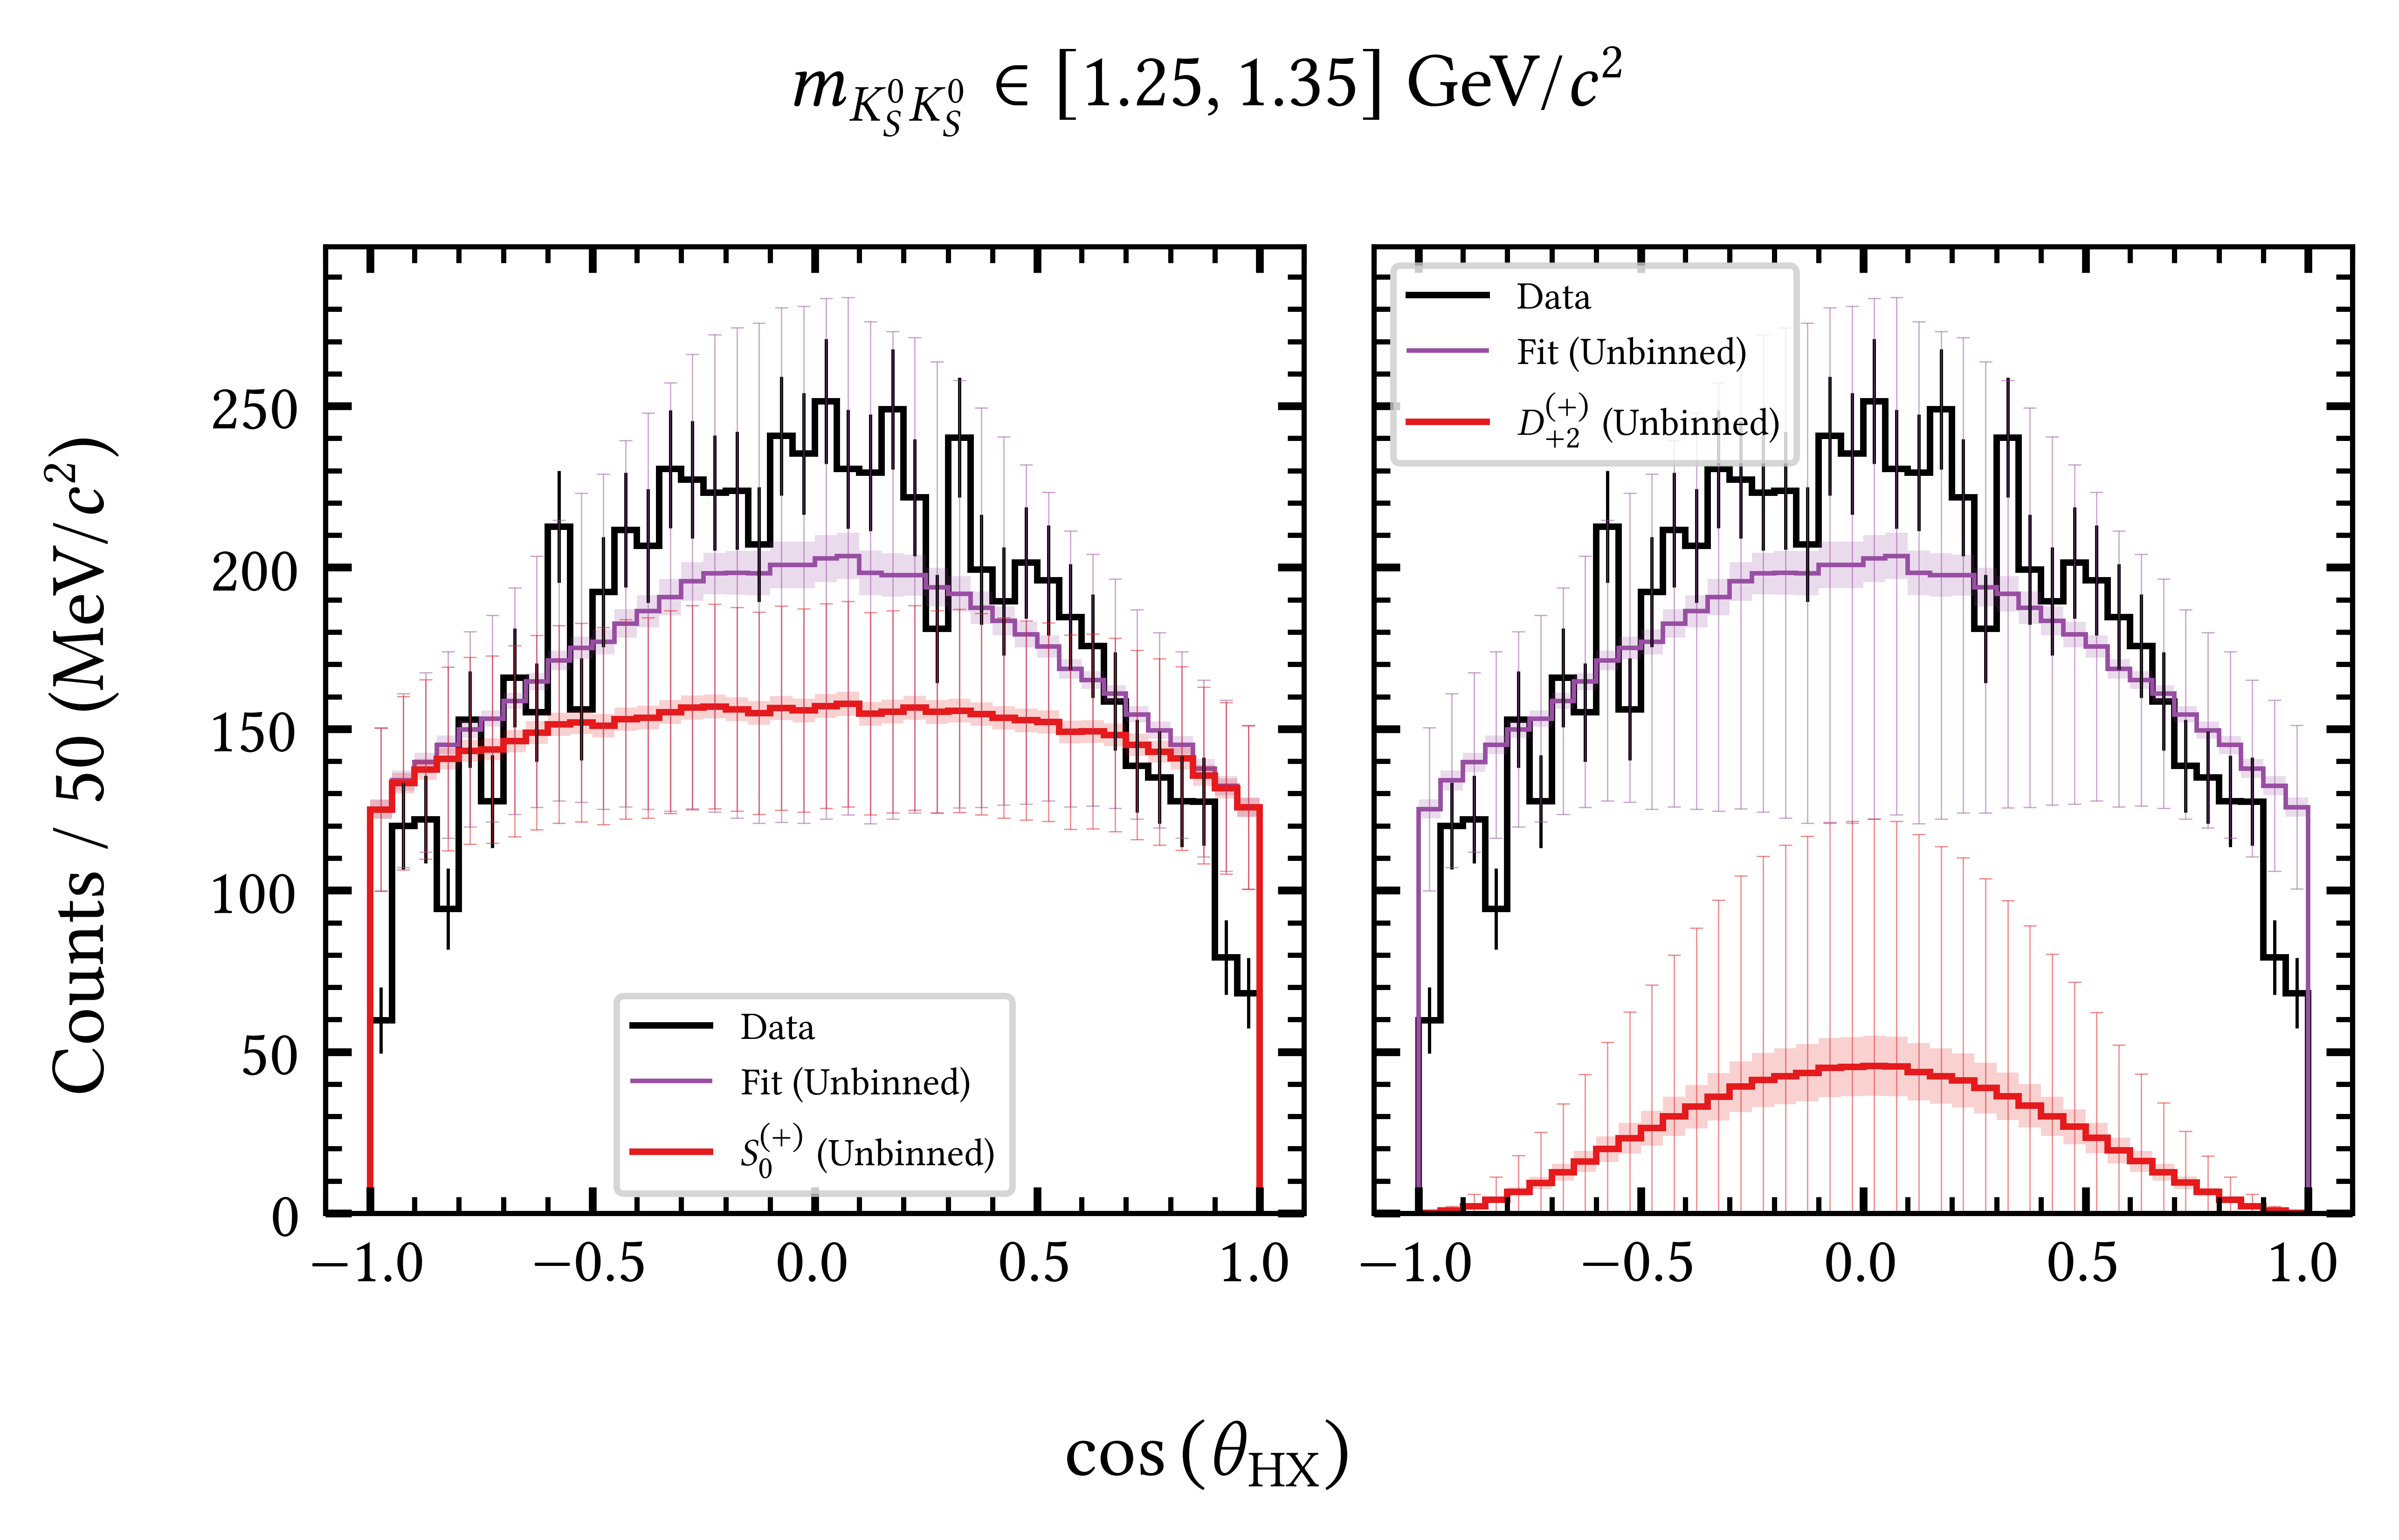 m_{K_S^0 K_S^0} ∈ [1.25, 1.35] GeV/c²
Counts / 50 (MeV/c²)
250
200
150
100
50
0
Data
Fit (Unbinned)
S_0^{(+)} (Unbinned)
−1.0 −0.5 0.0 0.5 1.0
Data
Fit (Unbinned)
D_{+2}^{(+)} (Unbinned)
−1.0 −0.5 0.0 0.5 1.0
cos (θ_{HX})